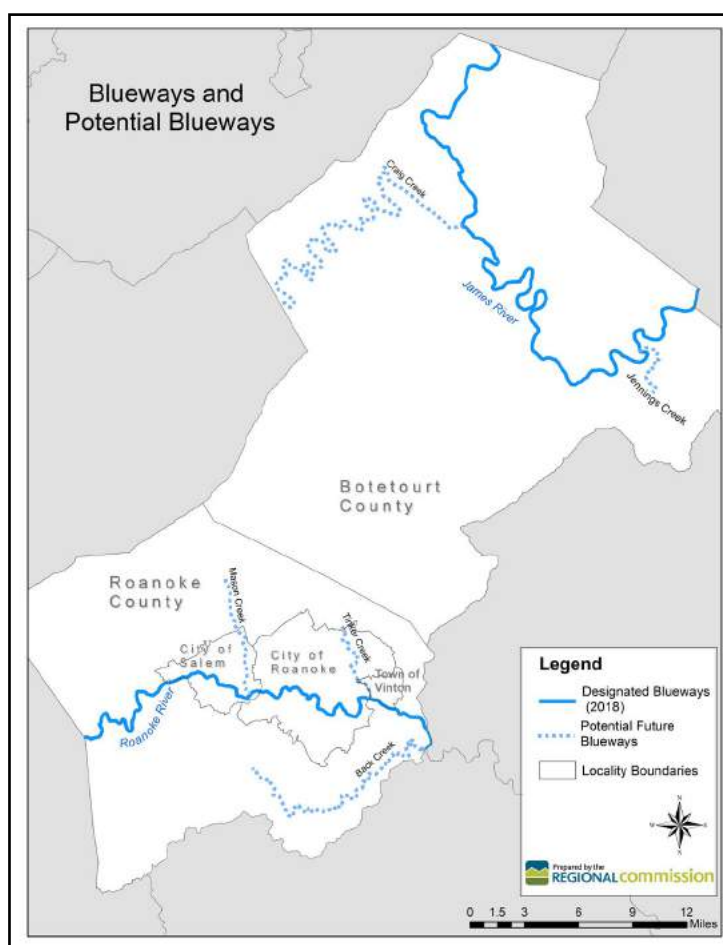 Blueways and
Potential Blueways
Craig Creek
James River
Jennings Creek
Botetourt
County
Roanoke
County
Mason Creek
Tinker Creek
City of
Salem
City of
Roanoke
Town of
Vinton
Roanoke River
Back Creek
Legend
Designated Blueways
(2018)
Potential Future
Blueways
Locality Boundaries
N
W
E
S
Prepared by the
REGIONAL commission
0 1.5 3 6 9 12
Miles